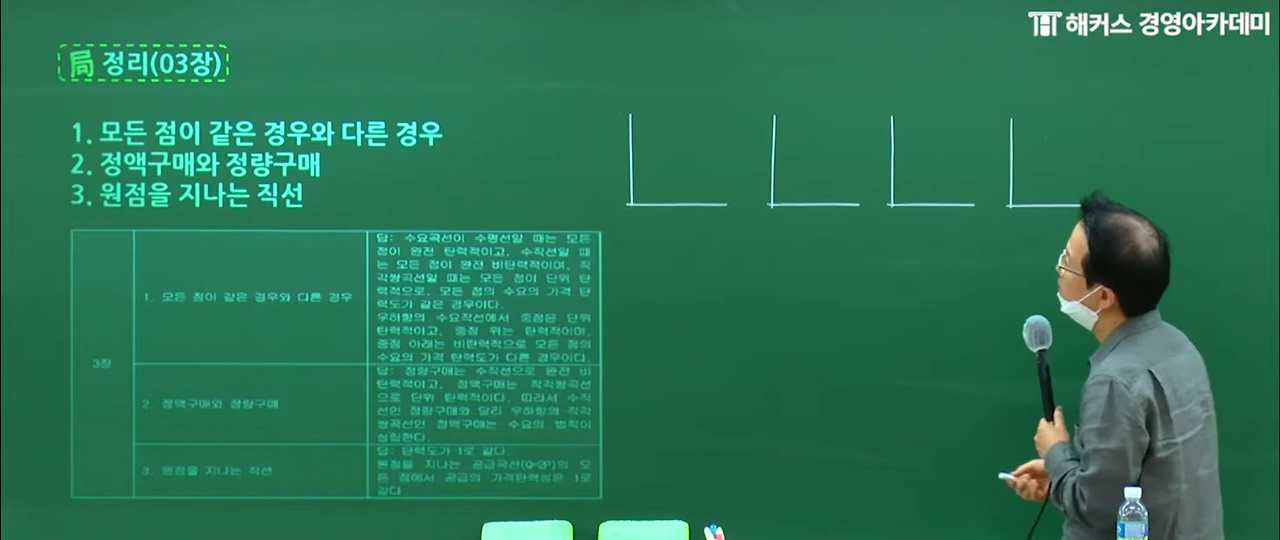 해커스 경영아카데미
局 정리(03장)
1. 모든 점이 같은 경우와 다른 경우
2. 정액구매와 정량구매
3. 원점을 지나는 직선
3장
1. 모든 점이 같은 경우와 다른 경우
답: 수요곡선이 수평선일 때는 모든
점이 완전 탄력적이고, 수직선일 때
는 모든 점이 완전 비탄력적이며, 직
각쌍곡선일 때는 모든 점이 단위 탄
력적으로, 모든 점의 수요의 가격 탄
력도가 같은 경우이다.
우하향의 수요직선에서 중점은 단위
탄력적이고, 중점 위는 탄력적이며,
중점 아래는 비탄력적으로 모든 점의
수요의 가격 탄력도가 다른 경우이다.
2. 정액구매와 정량구매
답: 정량구매는 수직선으로 완전 비
탄력적이고, 정액구매는 직각쌍곡선
으로 단위 탄력적이다. 따라서 수직
선인 정량구매와 달리 우하향의 직각
쌍곡선인 정액구매는 수요의 법칙이
성립한다.
3. 원점을 지나는 직선
답: 탄력도가 1로 같다.
원점을 지나는 공급곡선의 모
든 점에서 공급의 가격탄력성은 1로
같다